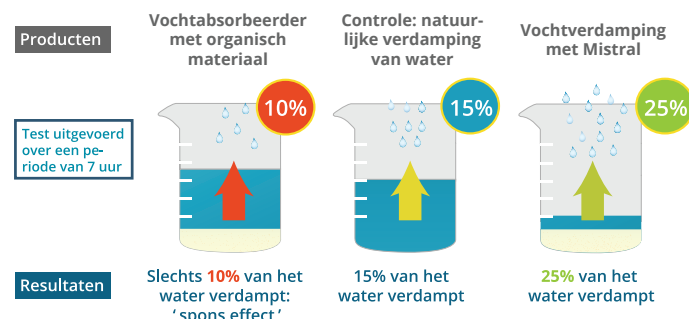 Producten
Vochtabsorbeerder
met organisch
materiaal
Controle: natuur-
lijke verdamping
van water
Vochtverdamping
met Mistral
10%
15%
25%
Test uitgevoerd
over een pe-
riode van 7 uur
Resultaten
Slechts 10% van het
water verdampt:
‘spons effect’
15% van het
water verdampt
25% van het
water verdampt